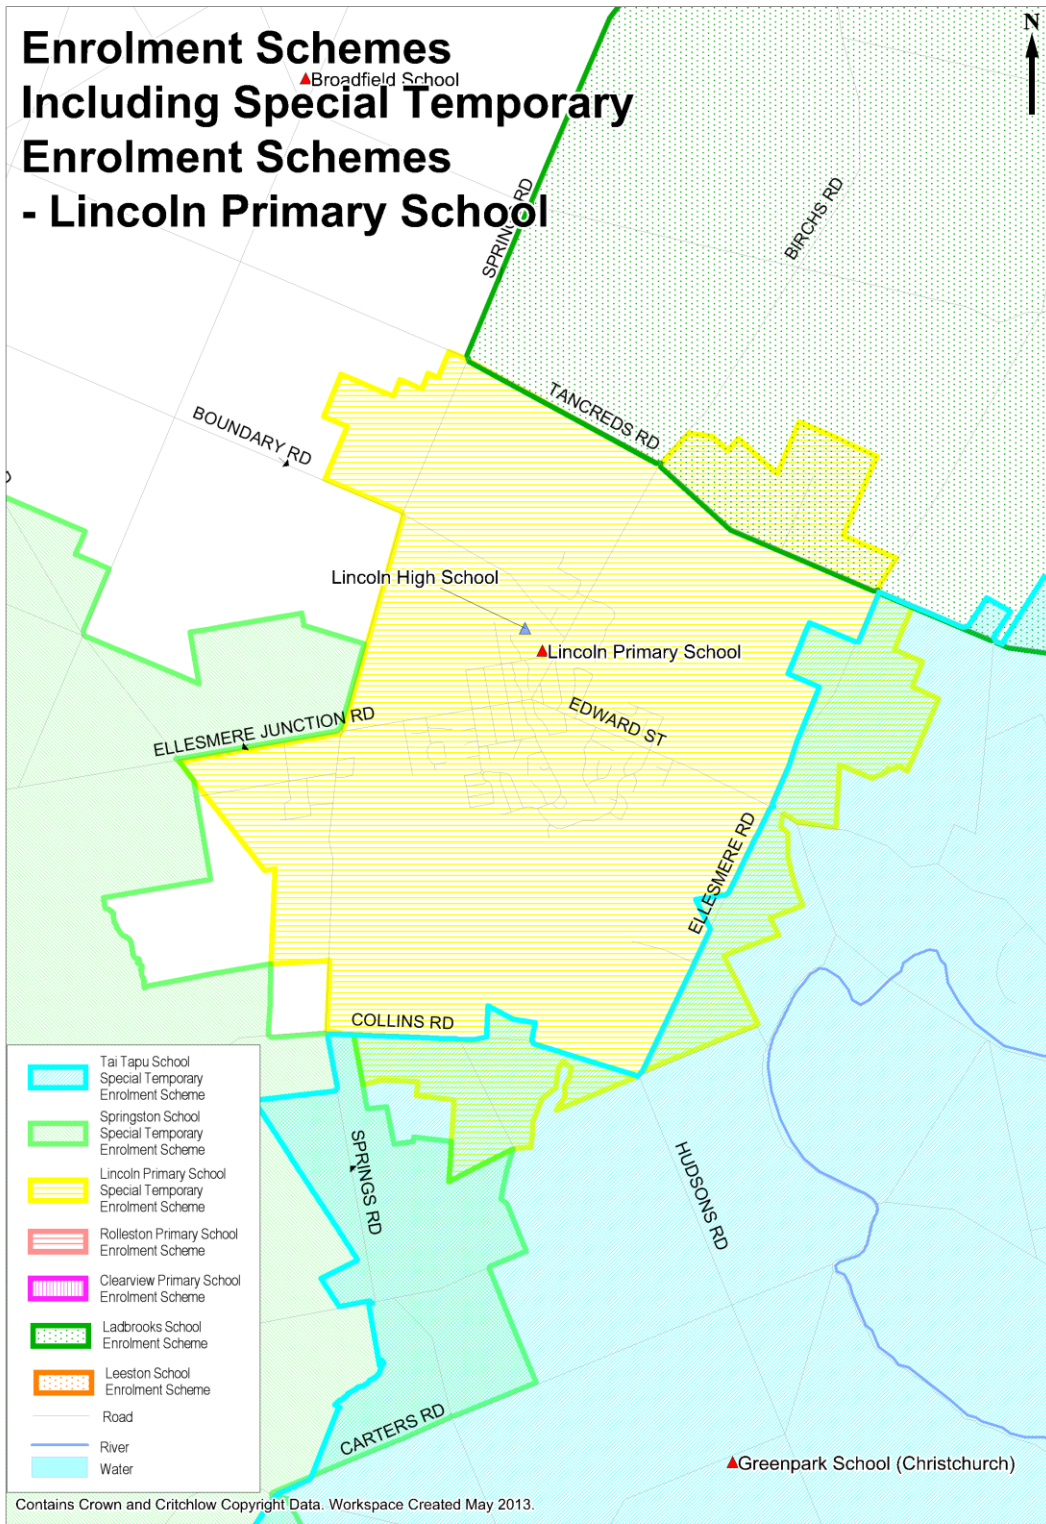 Enrolment Schemes
Broadfield School
Including Special Temporary
Enrolment Schemes
- Lincoln Primary School
N
SPRINGS RD
BIRCHS RD
TANCREDS RD
BOUNDARY RD
Lincoln High School
Lincoln Primary School
EDWARD ST
ELLESMERE JUNCTION RD
ELLESMERE RD
COLLINS RD
SPRINGS RD
HUDSONS RD
CARTERS RD
Greenpark School (Christchurch)
Tai Tapu School
Special Temporary
Enrolment Scheme
Springston School
Special Temporary
Enrolment Scheme
Lincoln Primary School
Special Temporary
Enrolment Scheme
Rolleston Primary School
Enrolment Scheme
Clearview Primary School
Enrolment Scheme
Ladbrooks School
Enrolment Scheme
Leeston School
Enrolment Scheme
Road
River
Water
Contains Crown and Critchlow Copyright Data. Workspace Created May 2013.